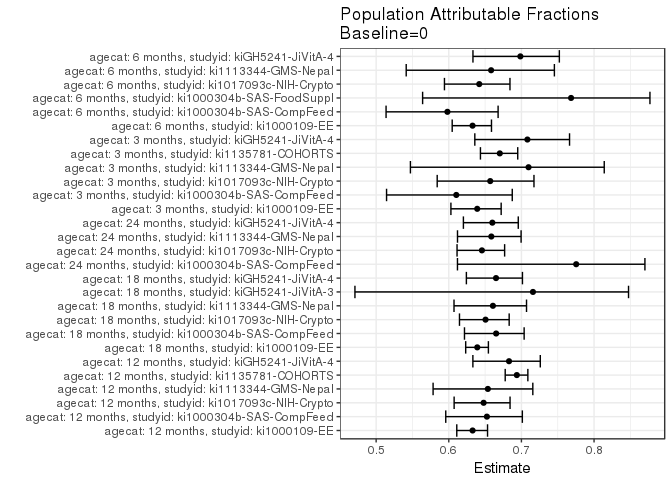 Population Attributable Fractions
Baseline=0
agecat: 6 months, studyid: kiGH5241-JiVitA-4
agecat: 6 months, studyid: ki1113344-GMS-Nepal
agecat: 6 months, studyid: ki1017093c-NIH-Crypto
agecat: 6 months, studyid: ki1000304b-SAS-FoodSuppl
agecat: 6 months, studyid: ki1000304b-SAS-CompFeed
agecat: 6 months, studyid: ki1000109-EE
agecat: 3 months, studyid: kiGH5241-JiVitA-4
agecat: 3 months, studyid: ki1135781-COHORTS
agecat: 3 months, studyid: ki1113344-GMS-Nepal
agecat: 3 months, studyid: ki1017093c-NIH-Crypto
agecat: 3 months, studyid: ki1000304b-SAS-CompFeed
agecat: 3 months, studyid: ki1000109-EE
agecat: 24 months, studyid: kiGH5241-JiVitA-4
agecat: 24 months, studyid: ki1113344-GMS-Nepal
agecat: 24 months, studyid: ki1017093c-NIH-Crypto
agecat: 24 months, studyid: ki1000304b-SAS-CompFeed
agecat: 18 months, studyid: kiGH5241-JiVitA-4
agecat: 18 months, studyid: kiGH5241-JiVitA-3
agecat: 18 months, studyid: ki1113344-GMS-Nepal
agecat: 18 months, studyid: ki1017093c-NIH-Crypto
agecat: 18 months, studyid: ki1000304b-SAS-CompFeed
agecat: 18 months, studyid: ki1000109-EE
agecat: 12 months, studyid: kiGH5241-JiVitA-4
agecat: 12 months, studyid: ki1135781-COHORTS
agecat: 12 months, studyid: ki1113344-GMS-Nepal
agecat: 12 months, studyid: ki1017093c-NIH-Crypto
agecat: 12 months, studyid: ki1000304b-SAS-CompFeed
agecat: 12 months, studyid: ki1000109-EE
0.5 0.6 0.7 0.8
Estimate